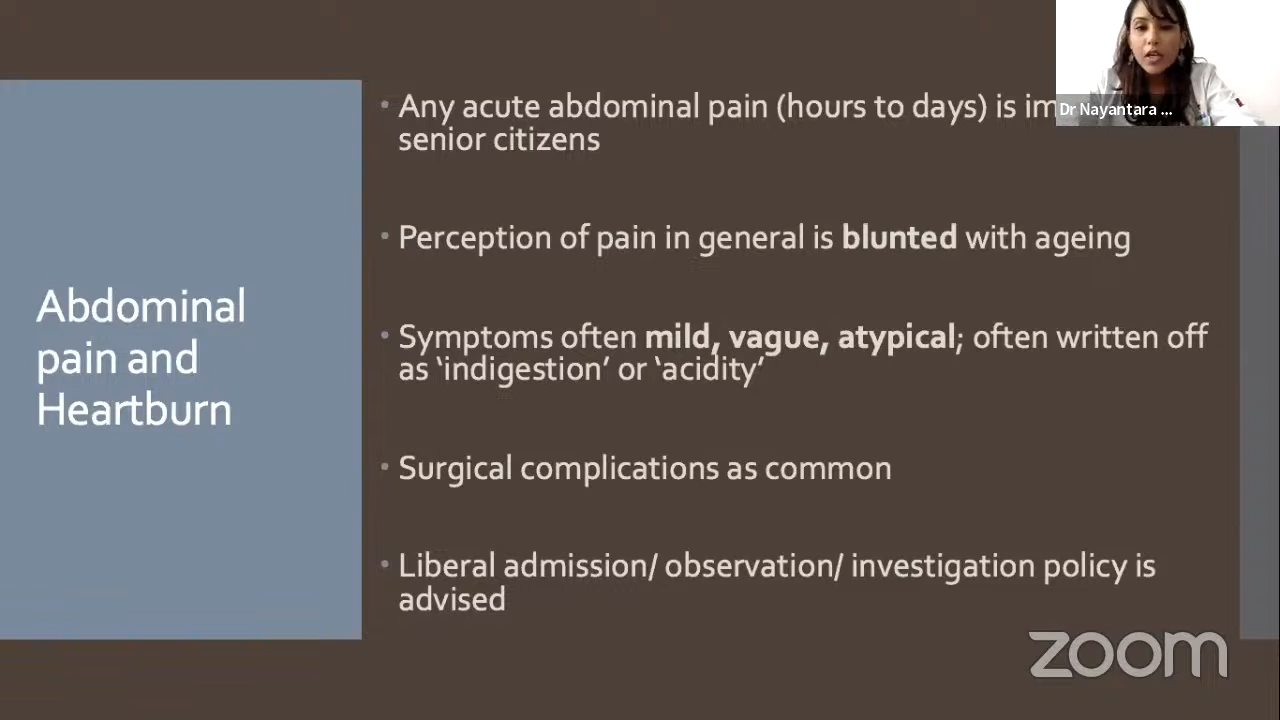 Abdominal
pain and
Heartburn
• Any acute abdominal pain (hours to days) is
senior citizens
• Perception of pain in general is blunted with ageing
• Symptoms often mild, vague, atypical; often written off
as ‘indigestion’ or ‘acidity’
• Surgical complications as common
• Liberal admission/ observation/ investigation policy is
advised
Dr Nayantara ...
zoom